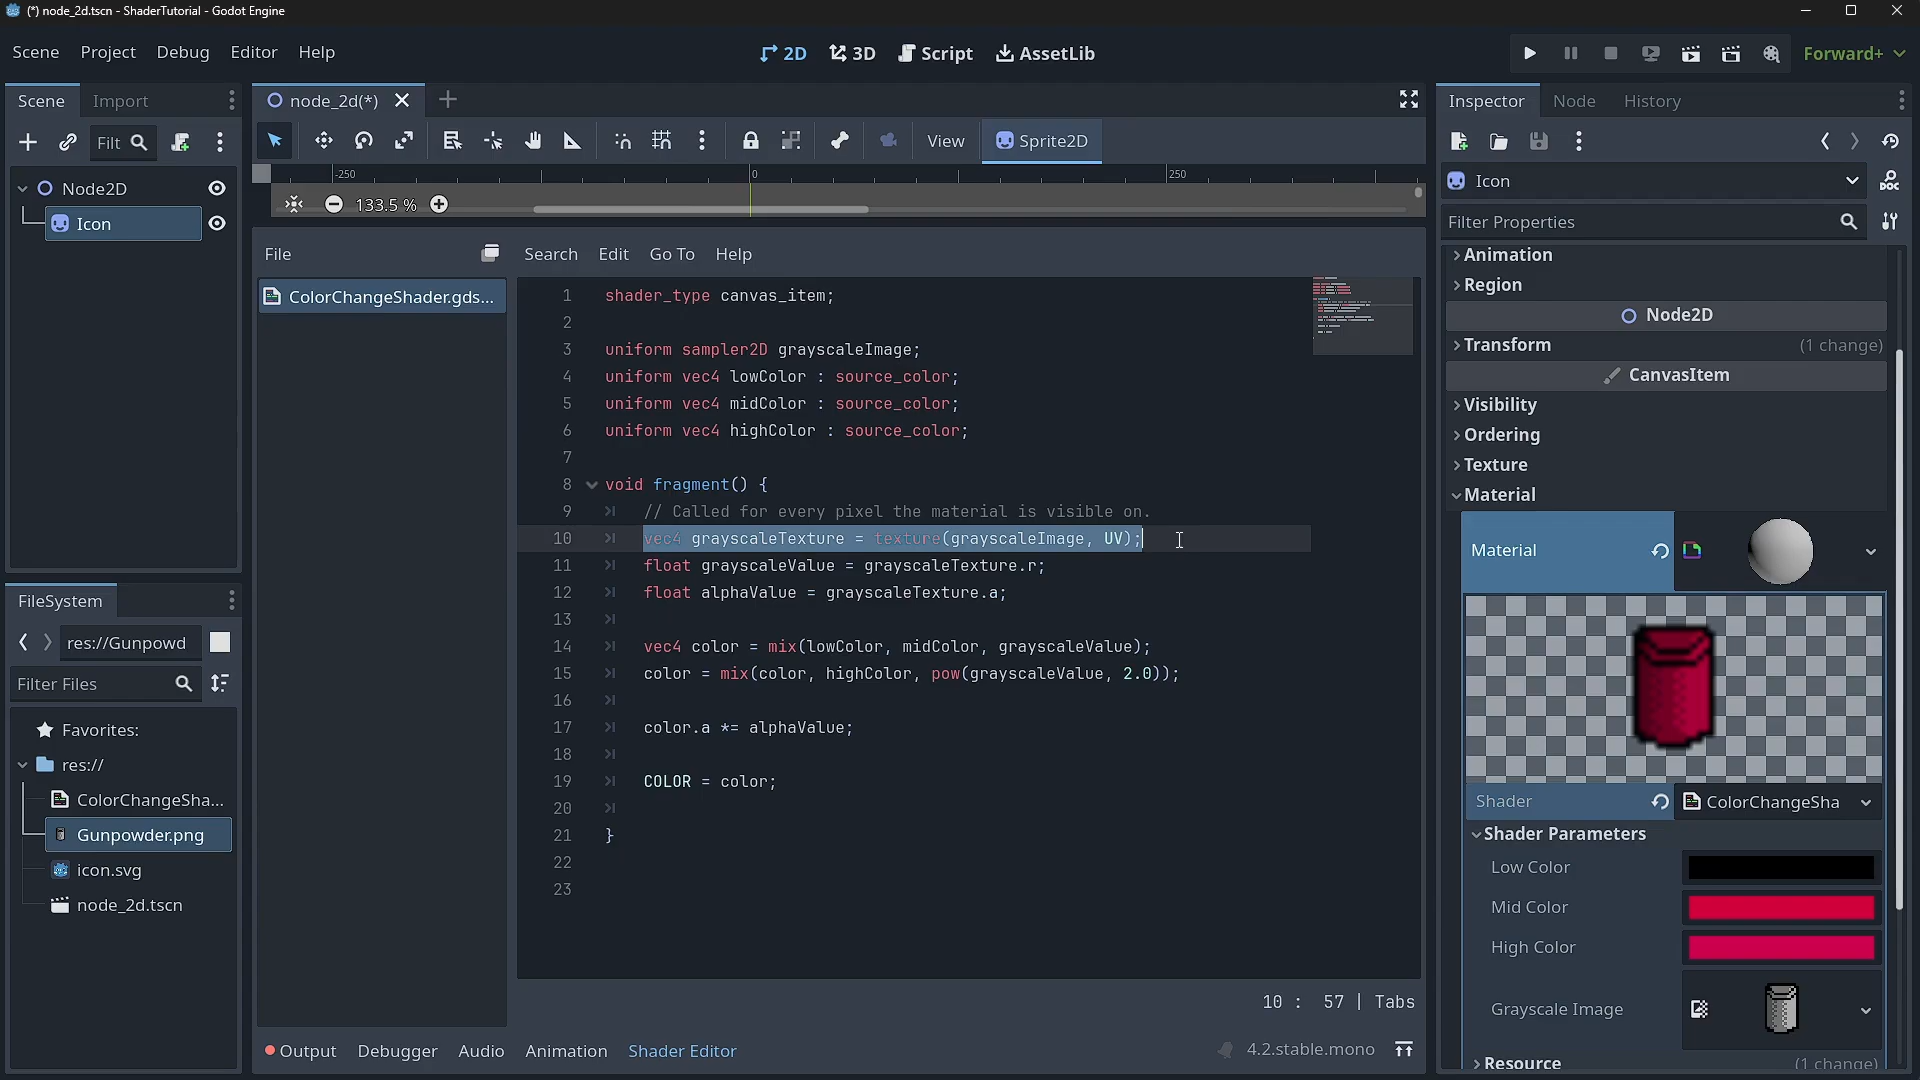 (*) node_2d.tscn - ShaderTutorial - Godot Engine
Scene Project Debug Editor Help
2D 3D Script AssetLib
Forward+
Scene Import
Filt
Node2D
Icon
FileSystem
res://Gunpowd
Filter Files
Favorites:
res://
ColorChangeSha...
Gunpowder.png
icon.svg
node_2d.tscn
node_2d(*)
View Sprite2D
-250 0 250
133.5 %
File Search Edit Go To Help
ColorChangeShader.gds...
1 shader_type canvas_item;
2
3 uniform sampler2D grayscaleImage;
4 uniform vec4 lowColor : source_color;
5 uniform vec4 midColor : source_color;
6 uniform vec4 highColor : source_color;
7
8 void fragment() {
9 // Called for every pixel the material is visible on.
10 vec4 grayscaleTexture = texture(grayscaleImage, UV);
11 float grayscaleValue = grayscaleTexture.r;
12 float alphaValue = grayscaleTexture.a;
13
14 vec4 color = mix(lowColor, midColor, grayscaleValue);
15 color = mix(color, highColor, pow(grayscaleValue, 2.0));
16
17 color.a *= alphaValue;
18
19 COLOR = color;
20
21 }
22
23
10 : 57 | Tabs
Output Debugger Audio Animation Shader Editor
4.2.stable.mono
Inspector Node History
Icon
Filter Properties
Animation
Region
Node2D
Transform (1 change)
CanvasItem
Visibility
Ordering
Texture
Material
Material
Shader ColorChangeSha
Shader Parameters
Low Color
Mid Color
High Color
Grayscale Image
Resource (1 change)